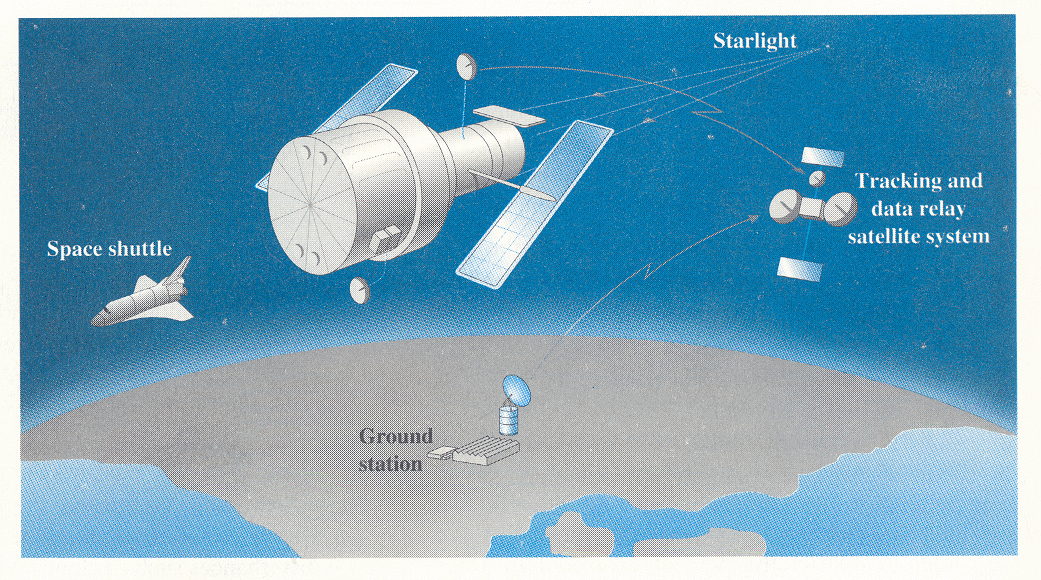 Starlight
Tracking and
data relay
satellite system
Space shuttle
Ground
station